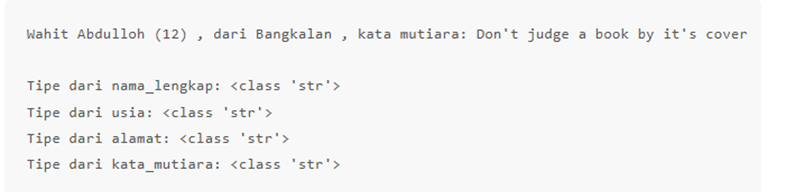 Wahit Abdulloh (12) , dari Bangkalan , kata mutiara: Don't judge a book by it's cover
Tipe dari nama_lengkap: <class 'str'>
Tipe dari usia: <class 'str'>
Tipe dari alamat: <class 'str'>
Tipe dari kata_mutiara: <class 'str'>